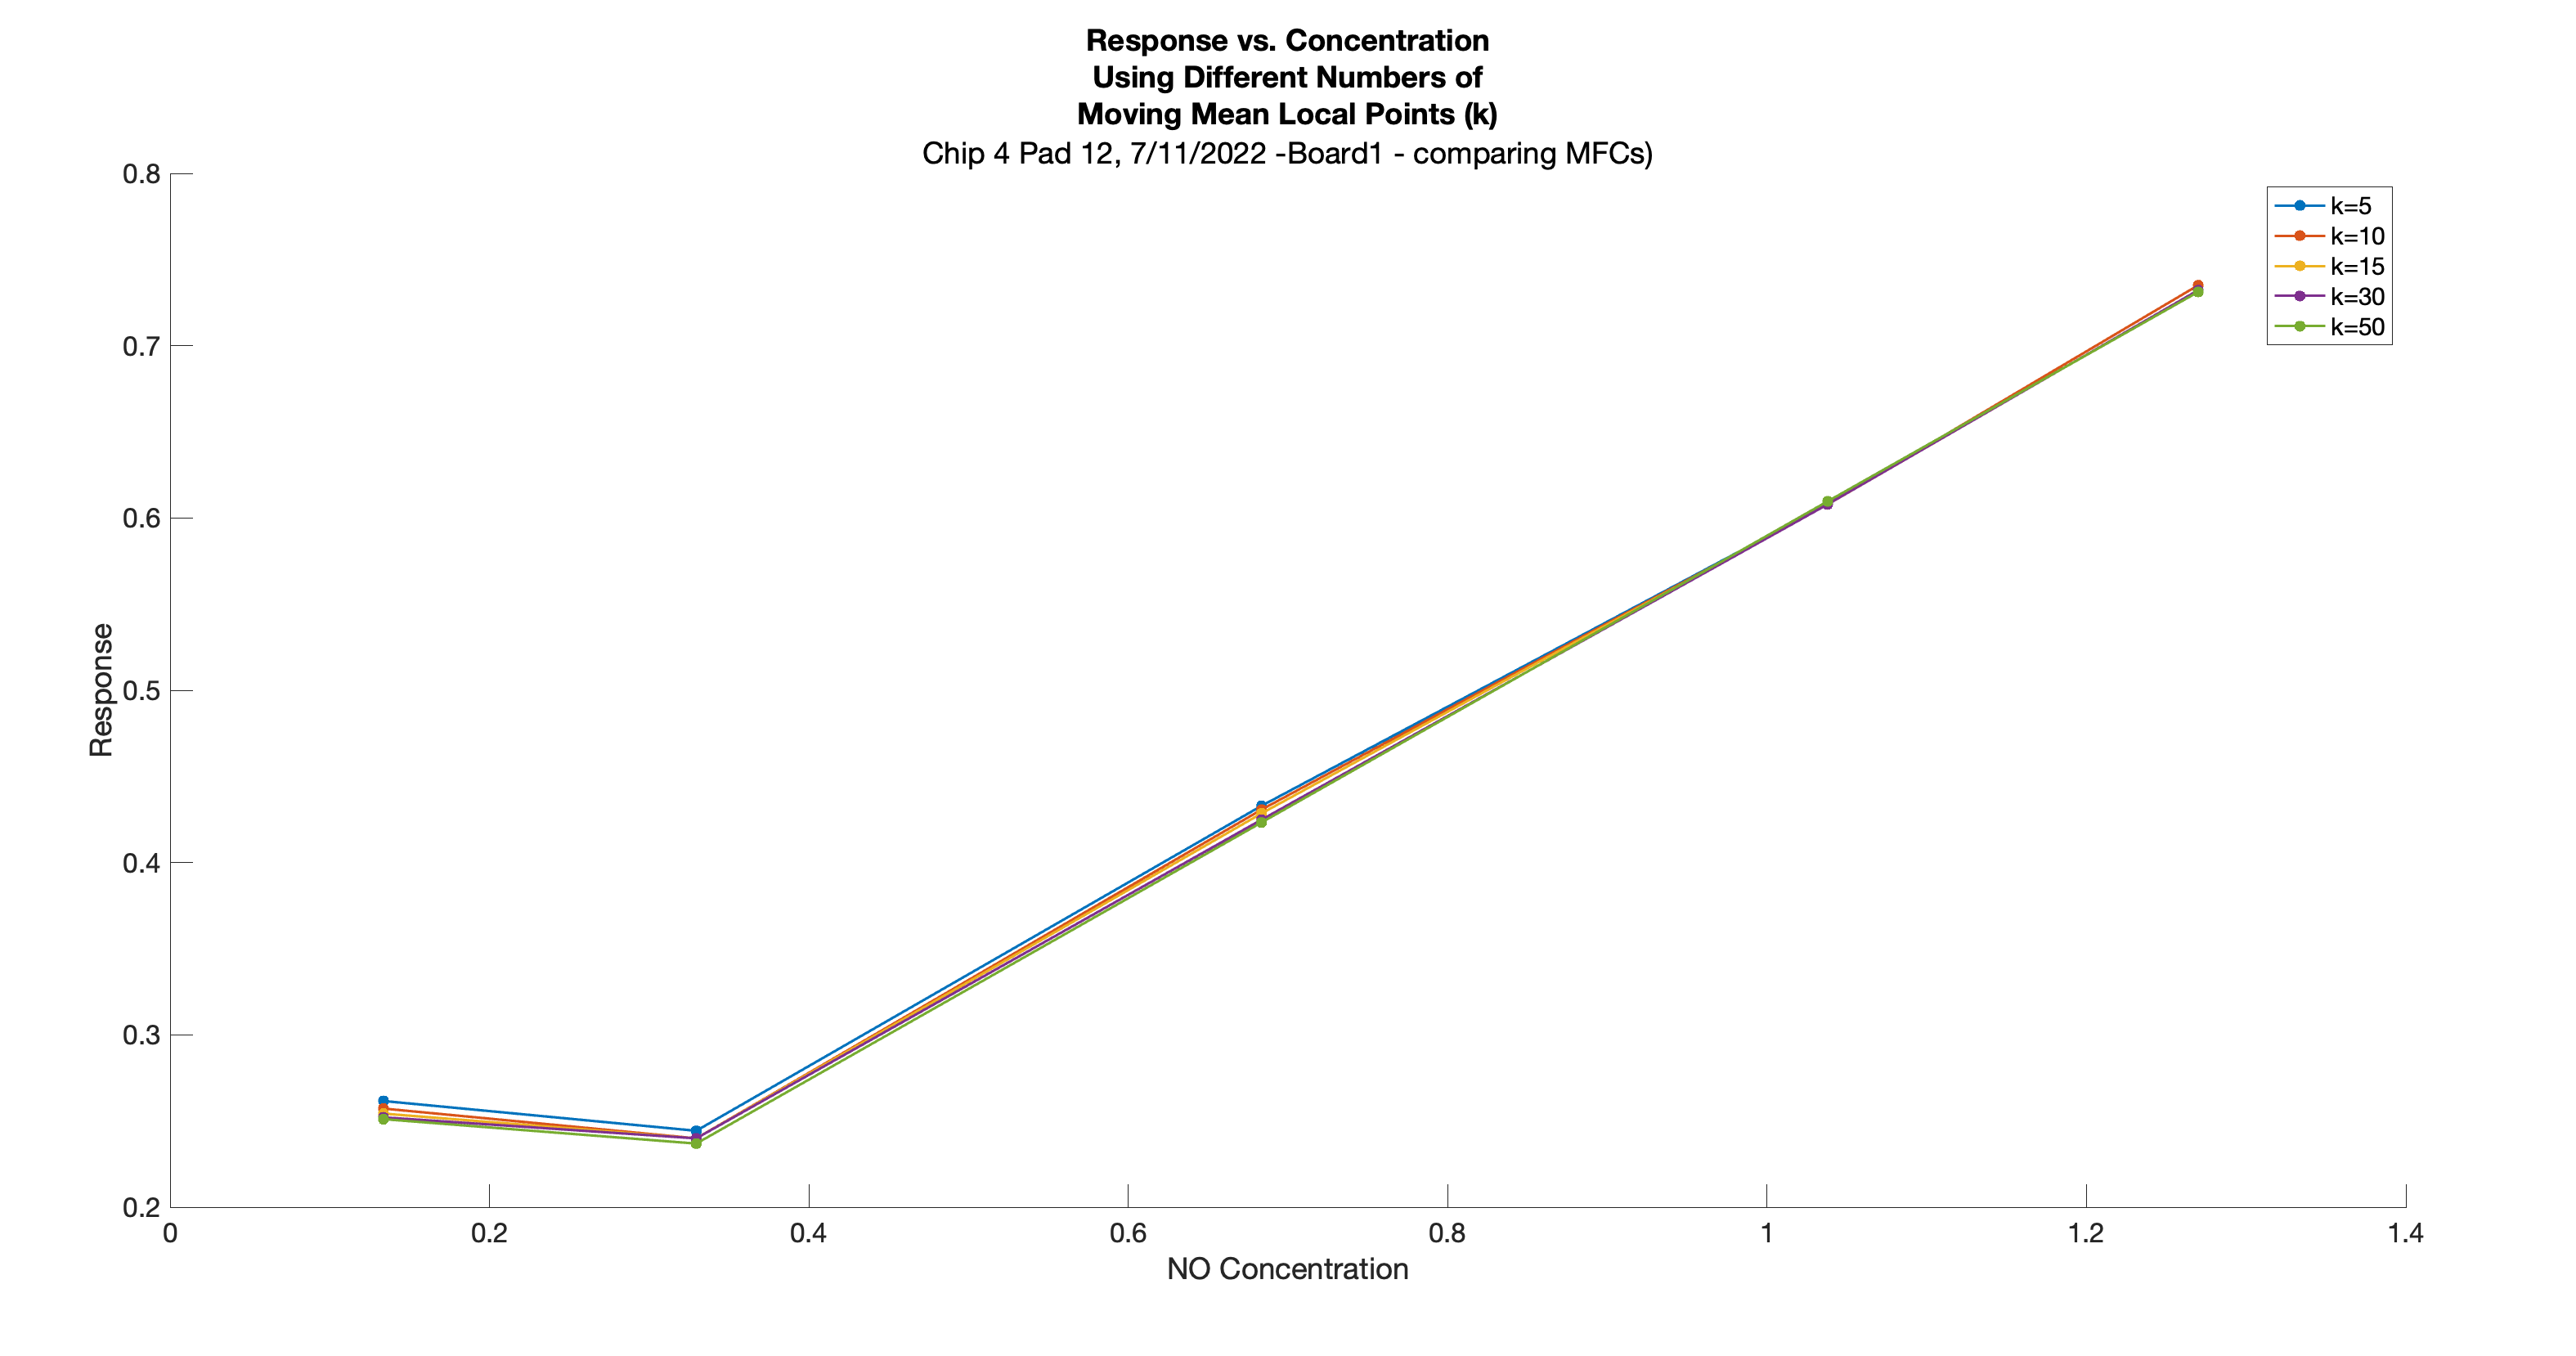 Response vs. Concentration
Using Different Numbers of
Moving Mean Local Points (k)
Chip 4 Pad 12, 7/11/2022 -Board1 - comparing MFCs)
0.8
0.7
0.6
0.5
0.4
0.3
0.2
Response
k=5
k=10
k=15
k=30
k=50
0 0.2 0.4 0.6 0.8 1 1.2 1.4
NO Concentration